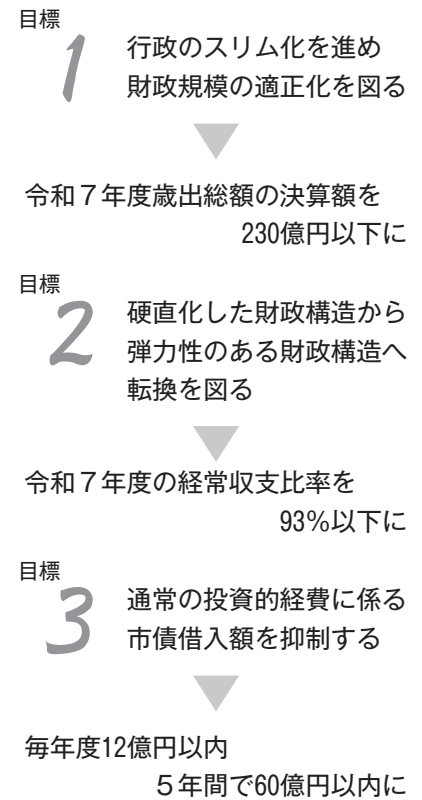 目標
1
行政のスリム化を進め
財政規模の適正化を図る
令和７年度歳出総額の決算額を
230億円以下に
目標
2
硬直化した財政構造から
弾力性のある財政構造へ
転換を図る
令和７年度の経常収支比率を
93％以下に
目標
3
通常の投資的経費に係る
市債借入額を抑制する
毎年度12億円以内
５年間で60億円以内に